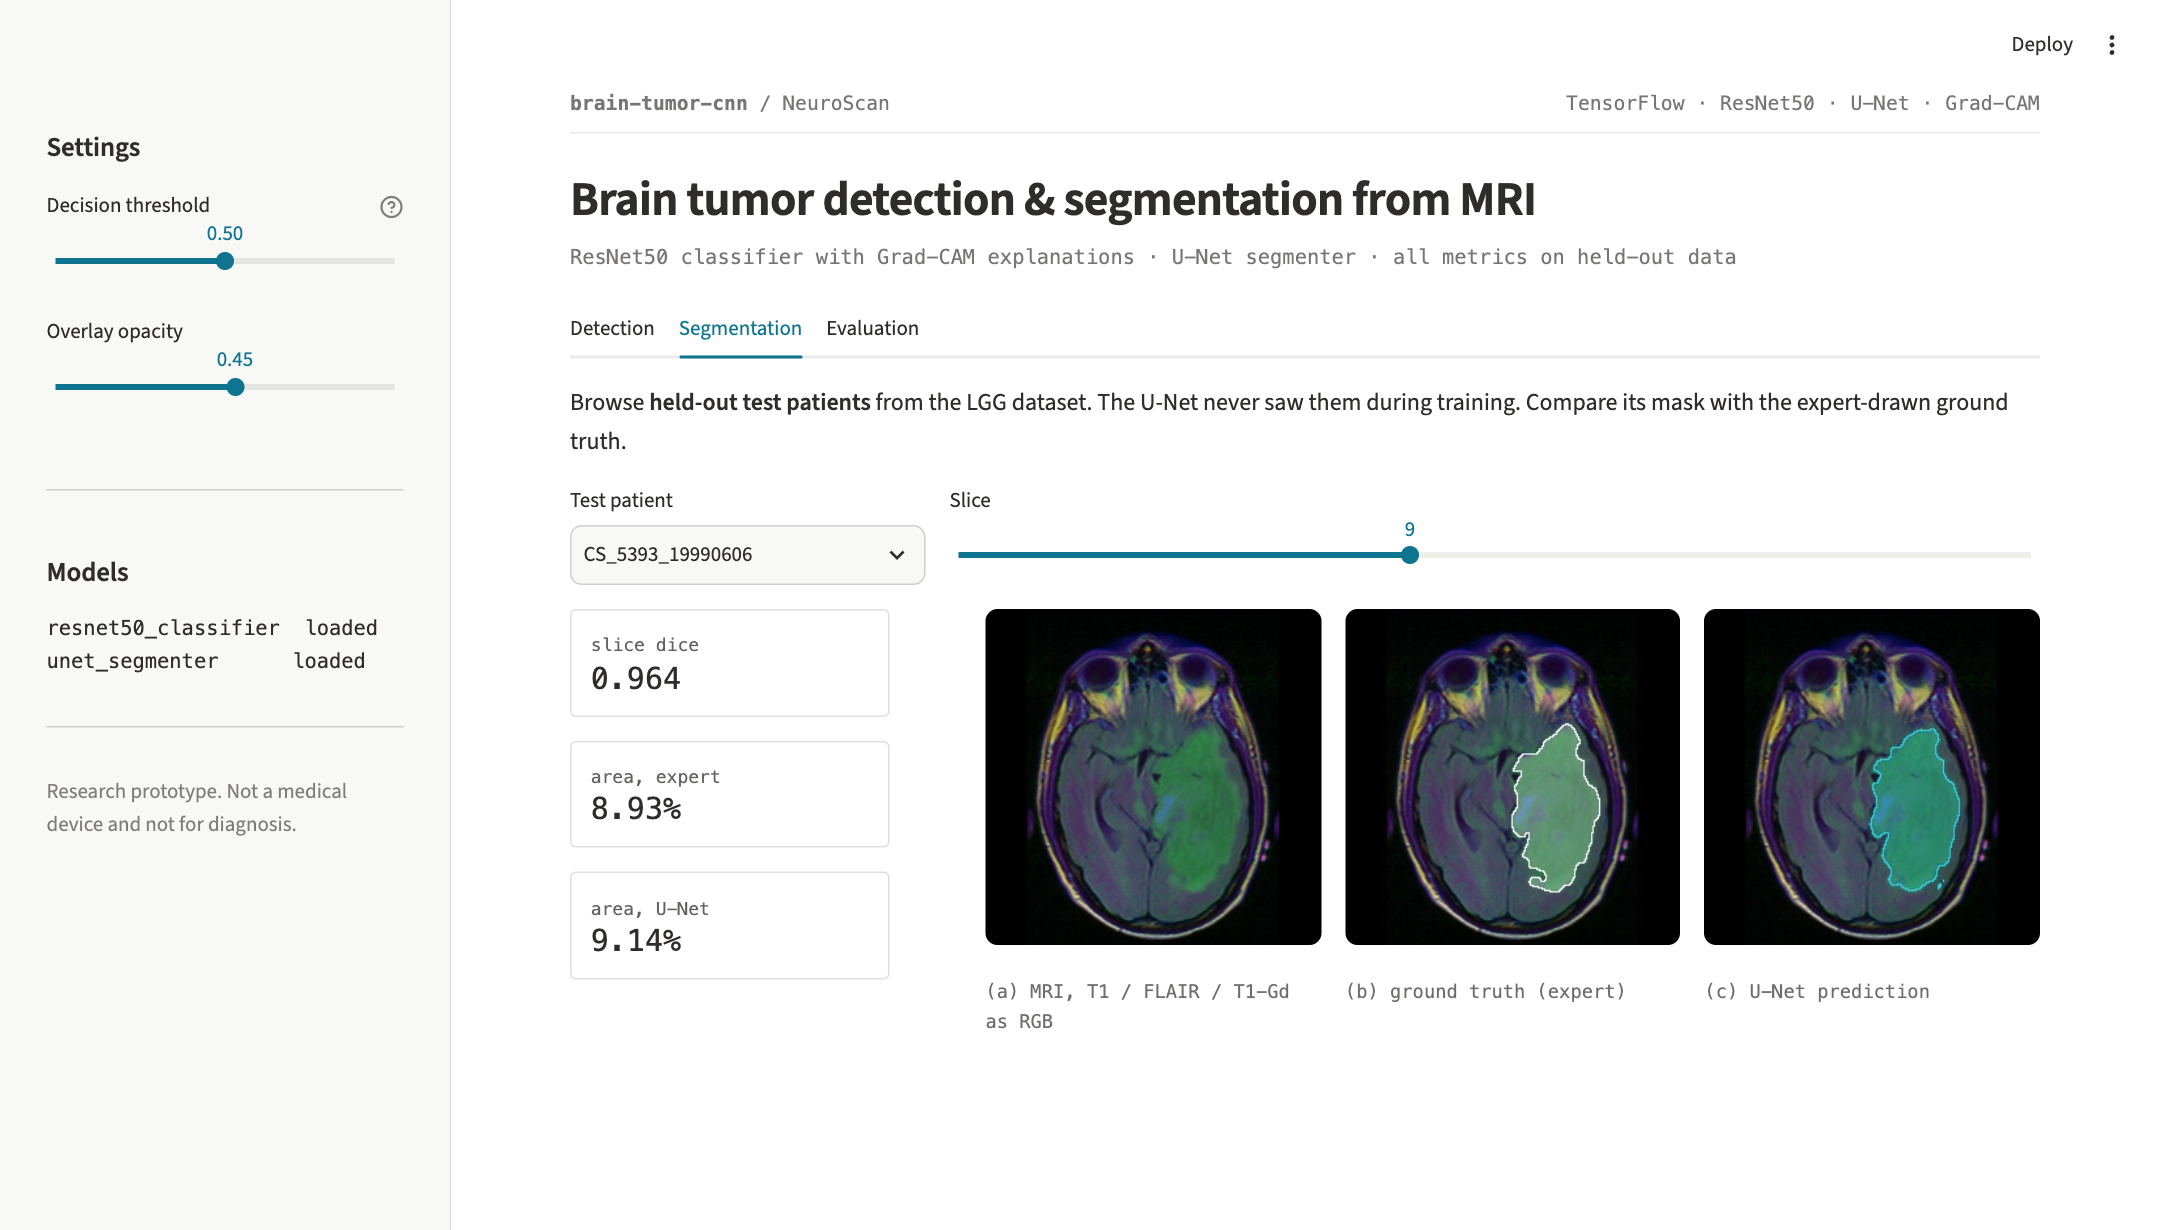 Deploy
brain-tumor-cnn / NeuroScan
TensorFlow · ResNet50 · U-Net · Grad-CAM
Settings
Decision threshold
0.50
Overlay opacity
0.45
Models
resnet50_classifier loaded
unet_segmenter loaded
Research prototype. Not a medical
device and not for diagnosis.
Brain tumor detection & segmentation from MRI
ResNet50 classifier with Grad-CAM explanations · U-Net segmenter · all metrics on held-out data
Detection Segmentation Evaluation
Browse held-out test patients from the LGG dataset. The U-Net never saw them during training. Compare its mask with the expert-drawn ground
truth.
Test patient
CS_5393_19990606
Slice
9
slice dice
0.964
area, expert
8.93%
area, U-Net
9.14%
(a) MRI, T1 / FLAIR / T1-Gd
as RGB
(b) ground truth (expert)
(c) U-Net prediction